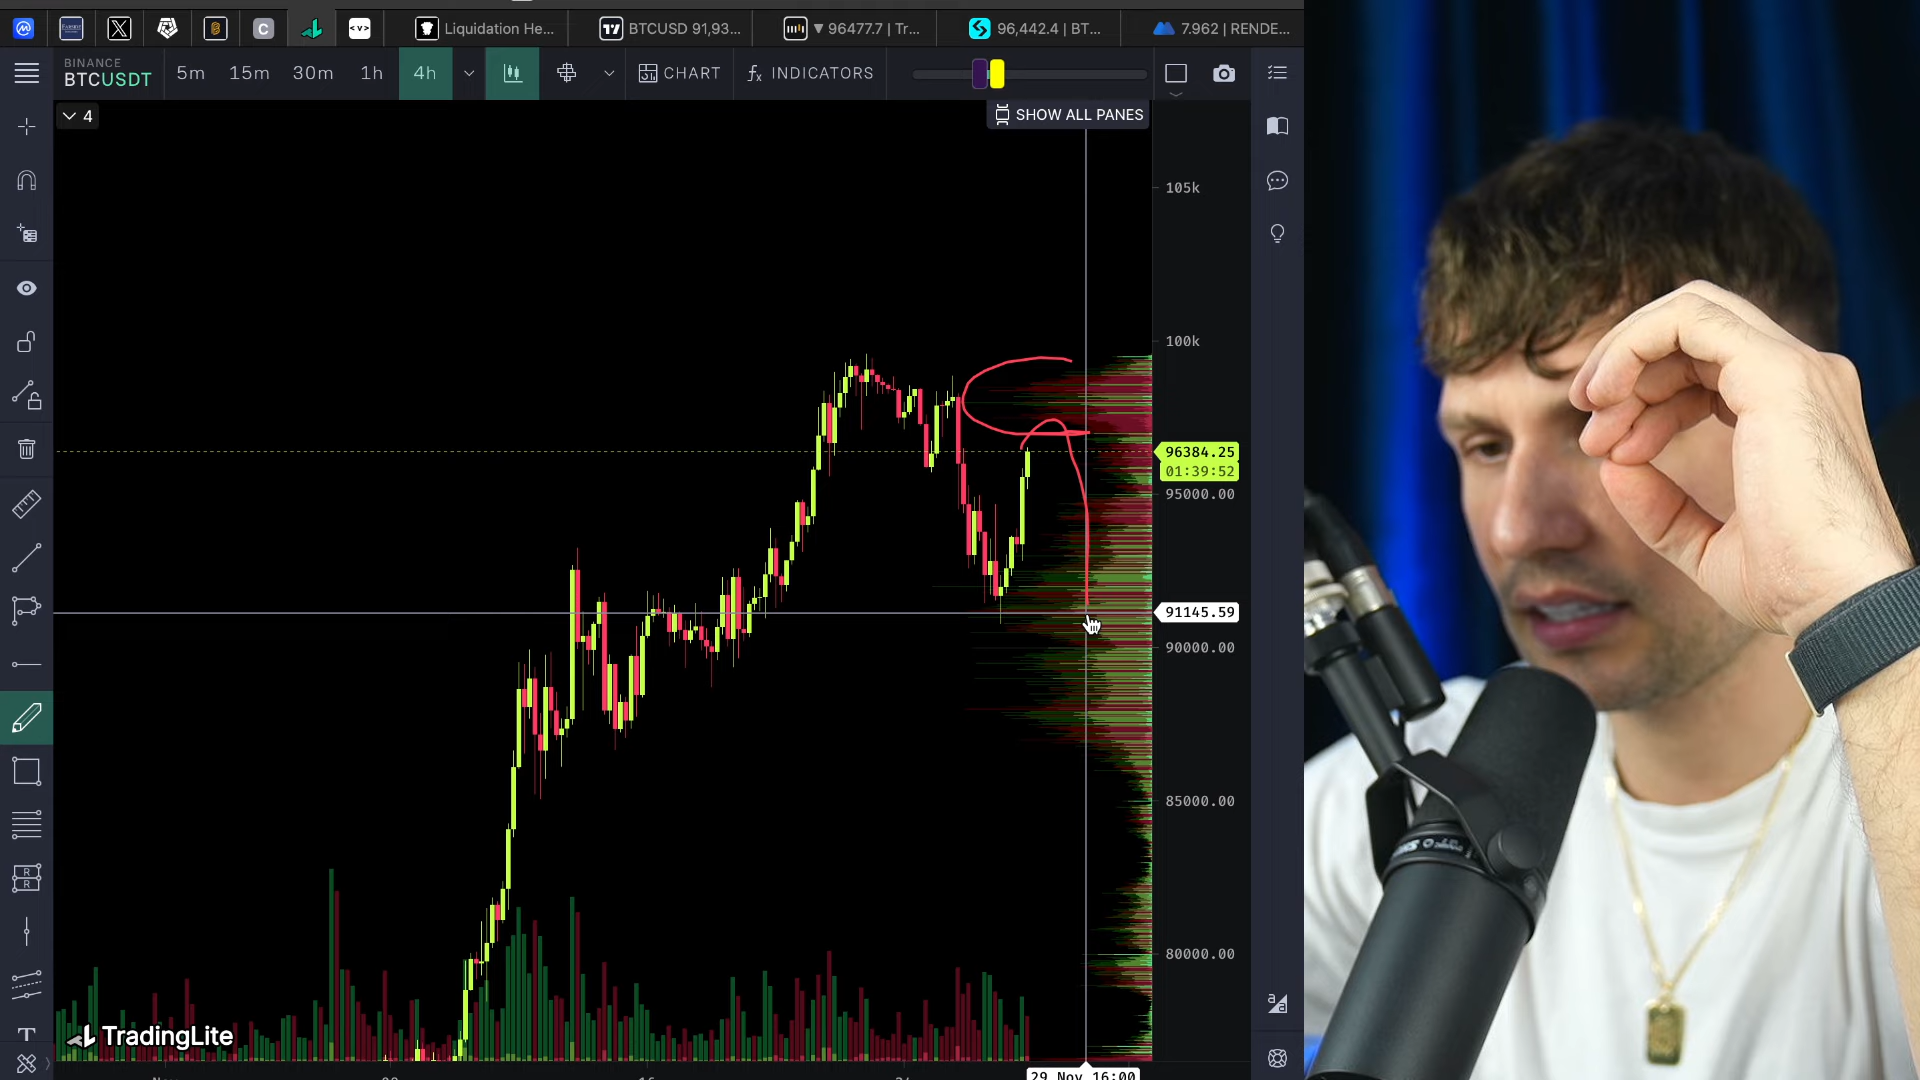 Liquidation He...
BTCUSD 91,93...
▼ 96477.7 | Tr...
96,442.4 | BT...
7.962 | RENDE...
BINANCE
BTCUSDT
5m
15m
30m
1h
4h
CHART
fx INDICATORS
4
SHOW ALL PANES
105k
100k
96384.25
01:39:52
95000.00
91145.59
90000.00
85000.00
80000.00
TradingLite
29 Nov 16:00